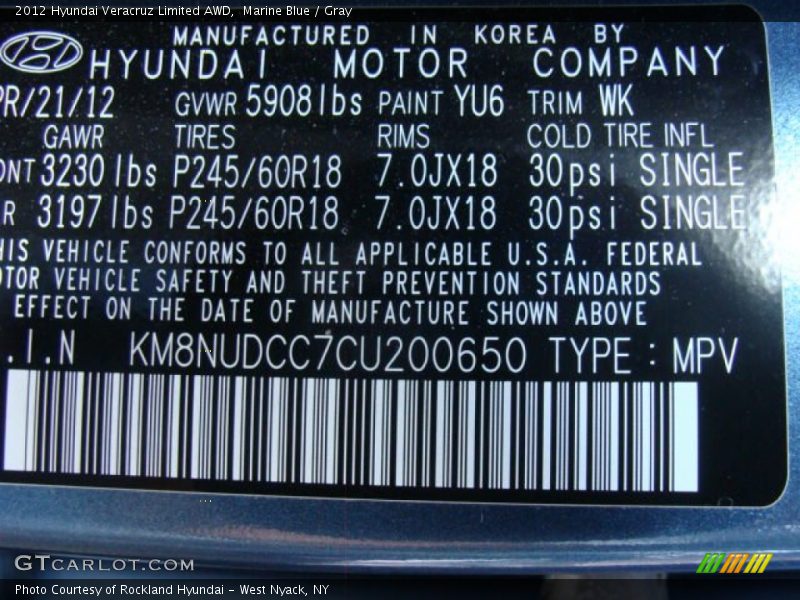 2012 Hyundai Veracruz Limited AWD, Marine Blue / Gray
MANUFACTURED IN KOREA BY
HYUNDAI MOTOR COMPANY
PR/21/12 GVWR 5908lbs PAINT YU6 TRIM WK
GAWR TIRES RIMS COLD TIRE INFL
ONT 3230lbs P245/60R18 7.0JX18 30psi SINGLE
R 3197lbs P245/60R18 7.0JX18 30psi SINGLE
HIS VEHICLE CONFORMS TO ALL APPLICABLE U.S.A. FEDERAL
OTOR VEHICLE SAFETY AND THEFT PREVENTION STANDARDS
EFFECT ON THE DATE OF MANUFACTURE SHOWN ABOVE
.I.N KM8NUDCC7CU200650 TYPE : MPV
GTCARLOT.COM
Photo Courtesy of Rockland Hyundai - West Nyack, NY